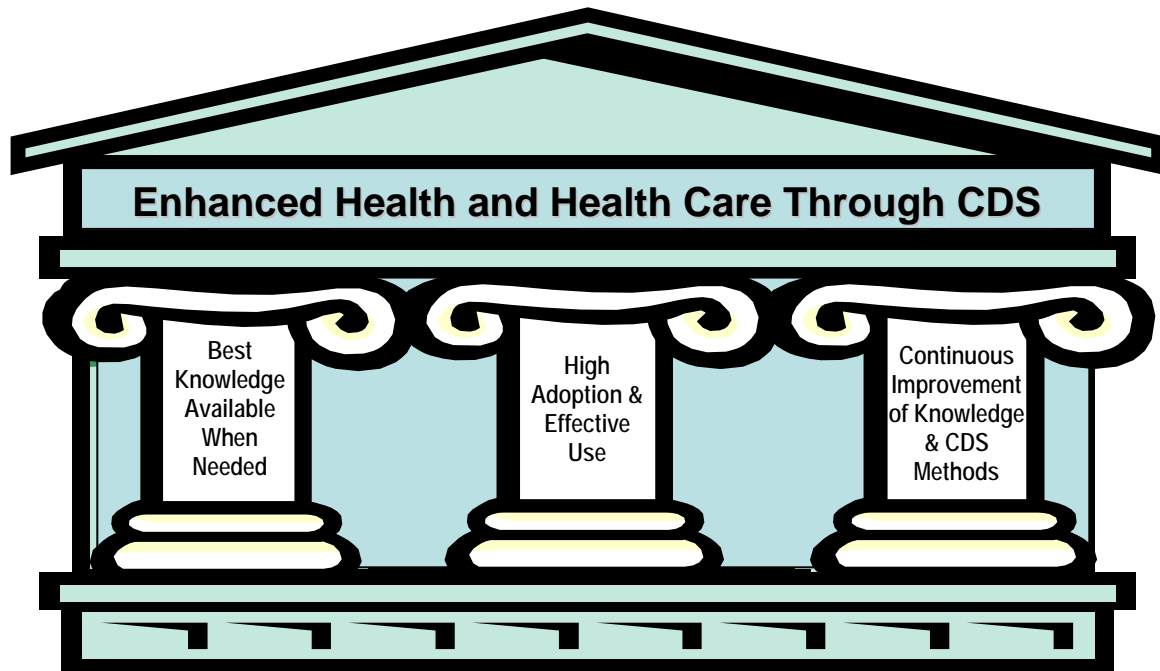 Enhanced Health and Health Care Through CDS
Best
Knowledge
Available
When
Needed
High
Adoption &
Effective
Use
Continuous
Improvement
of Knowledge
& CDS
Methods